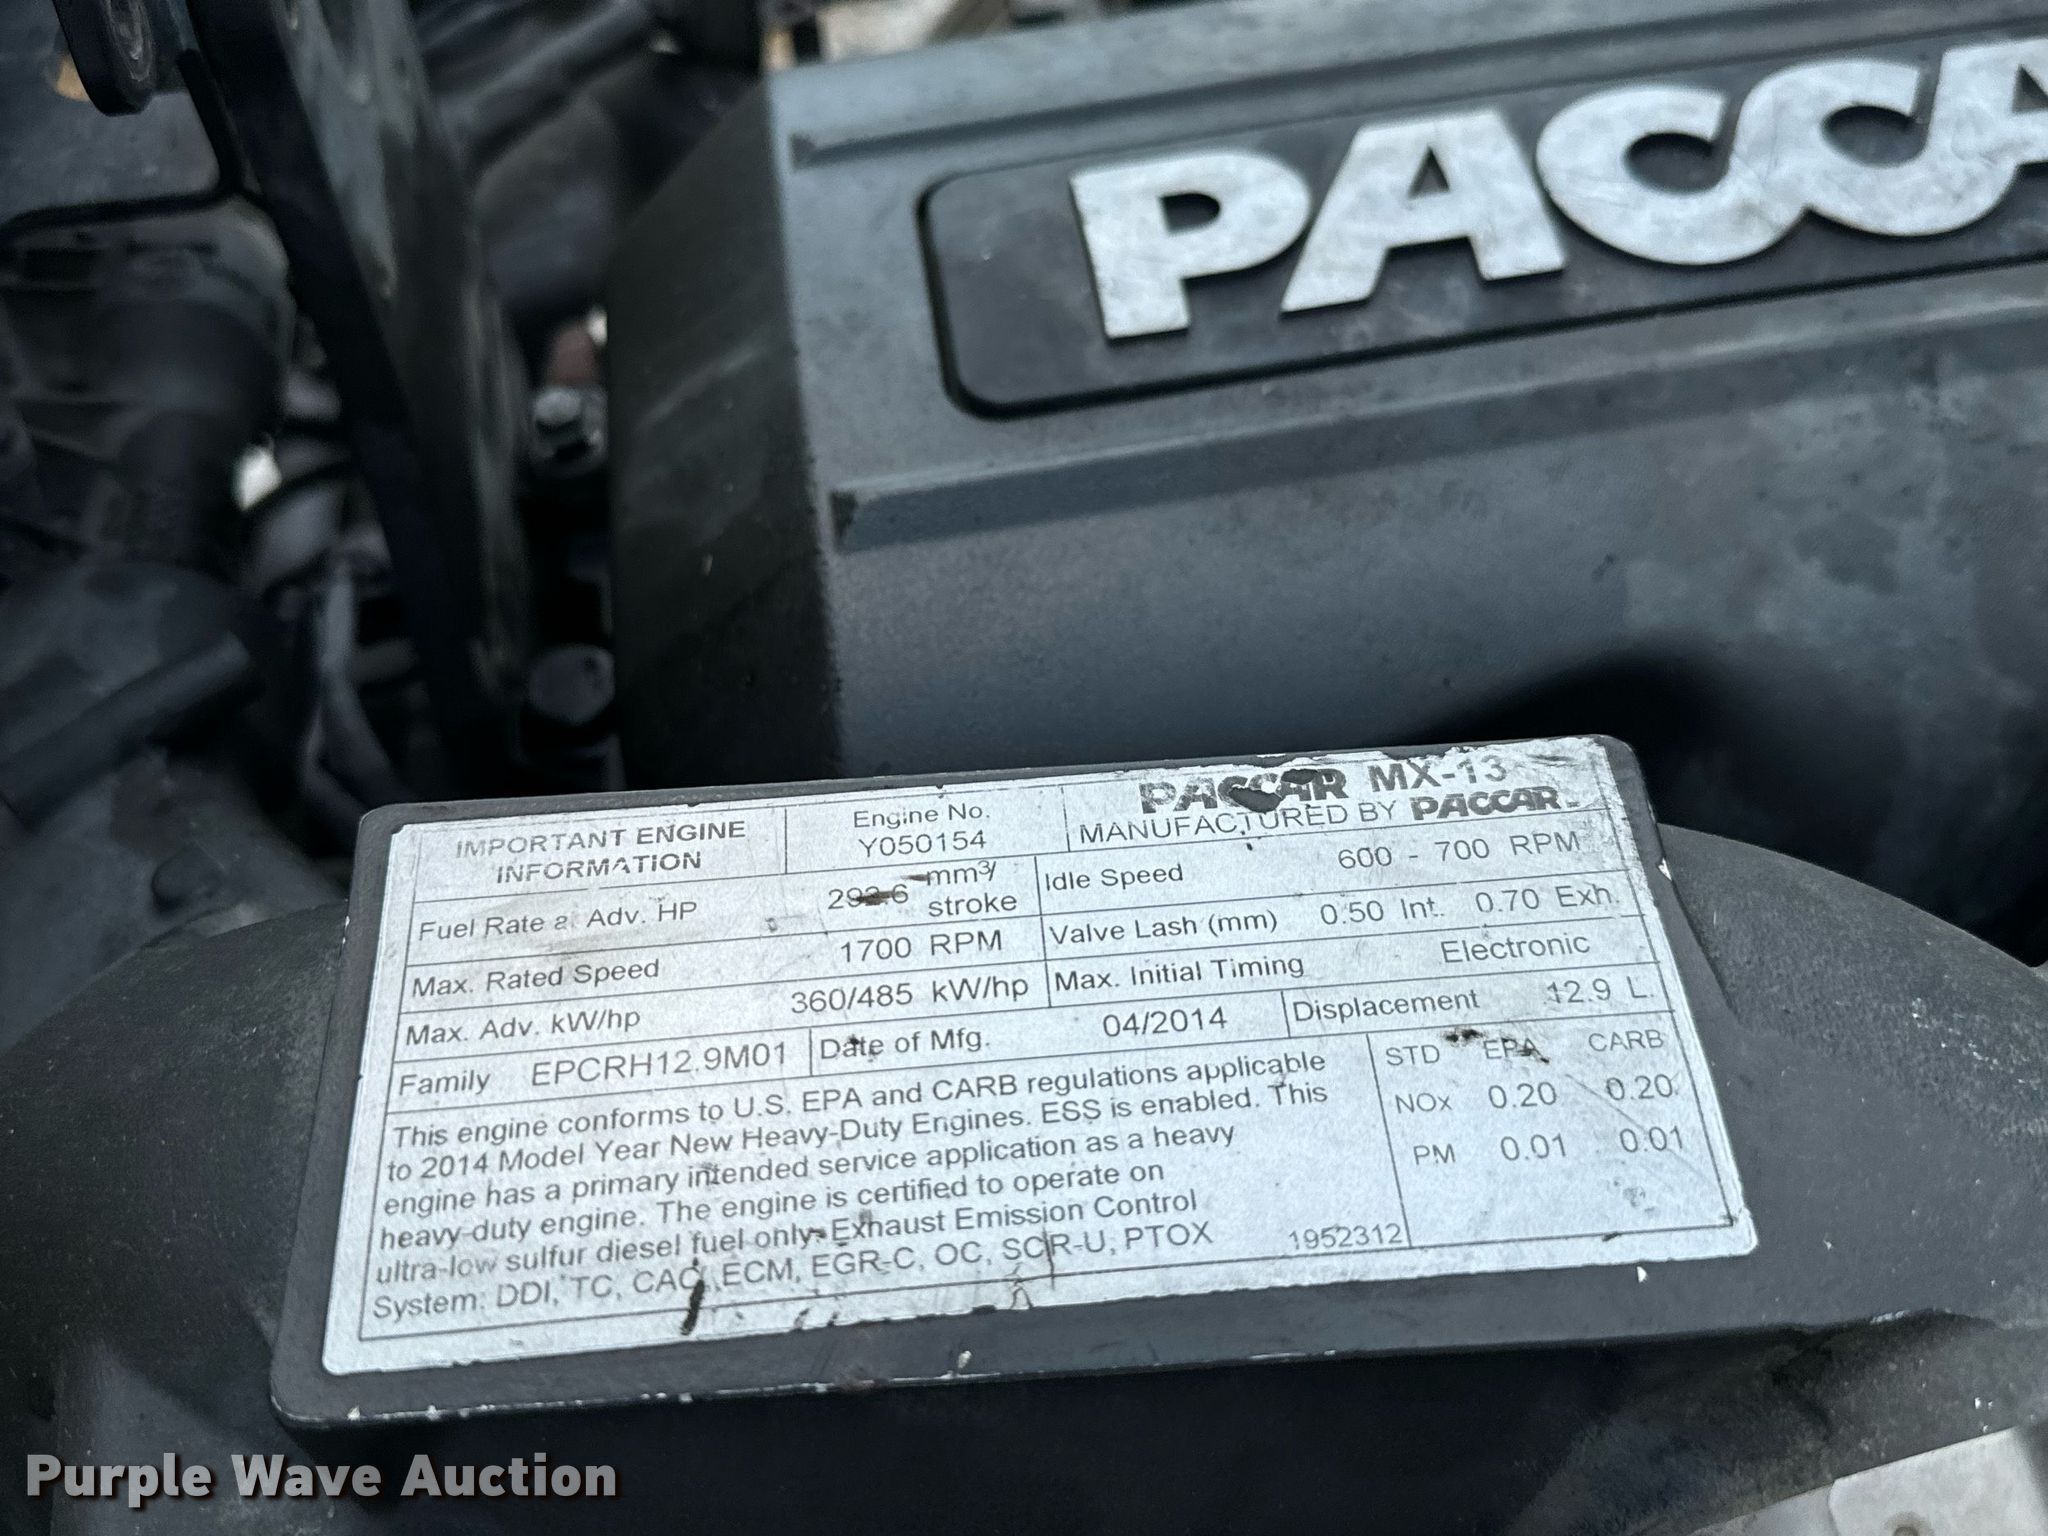 PACCA
PACCAR MX-13
MANUFACTURED BY PACCAR
IMPORTANT ENGINE
INFORMATION
Engine No.
Y050154
Fuel Rate a Adv. HP mm3/
stroke
Idle Speed 600 - 700 RPM
Max. Rated Speed 1700 RPM
Valve Lash (mm) 0.50 Int. 0.70 Exh.
Max. Adv. kW/hp 360/485 kW/hp
Max. Initial Timing Electronic
Family EPCRH12.9M01
Date of Mfg. 04/2014
Displacement 12.9 L.
This engine conforms to U.S. EPA and CARB regulations applicable
to 2014 Model Year New Heavy-Duty Engines. ESS is enabled. This
engine has a primary intended service application as a heavy
heavy-duty engine. The engine is certified to operate on
ultra-low sulfur diesel fuel only. Exhaust Emission Control
System: DDI, TC, CAC, ECM, EGR-C, OC, SCR-U, PTOX
1952312
STD EPA CARB
NOx 0.20 0.20
PM 0.01 0.01
Purple Wave Auction